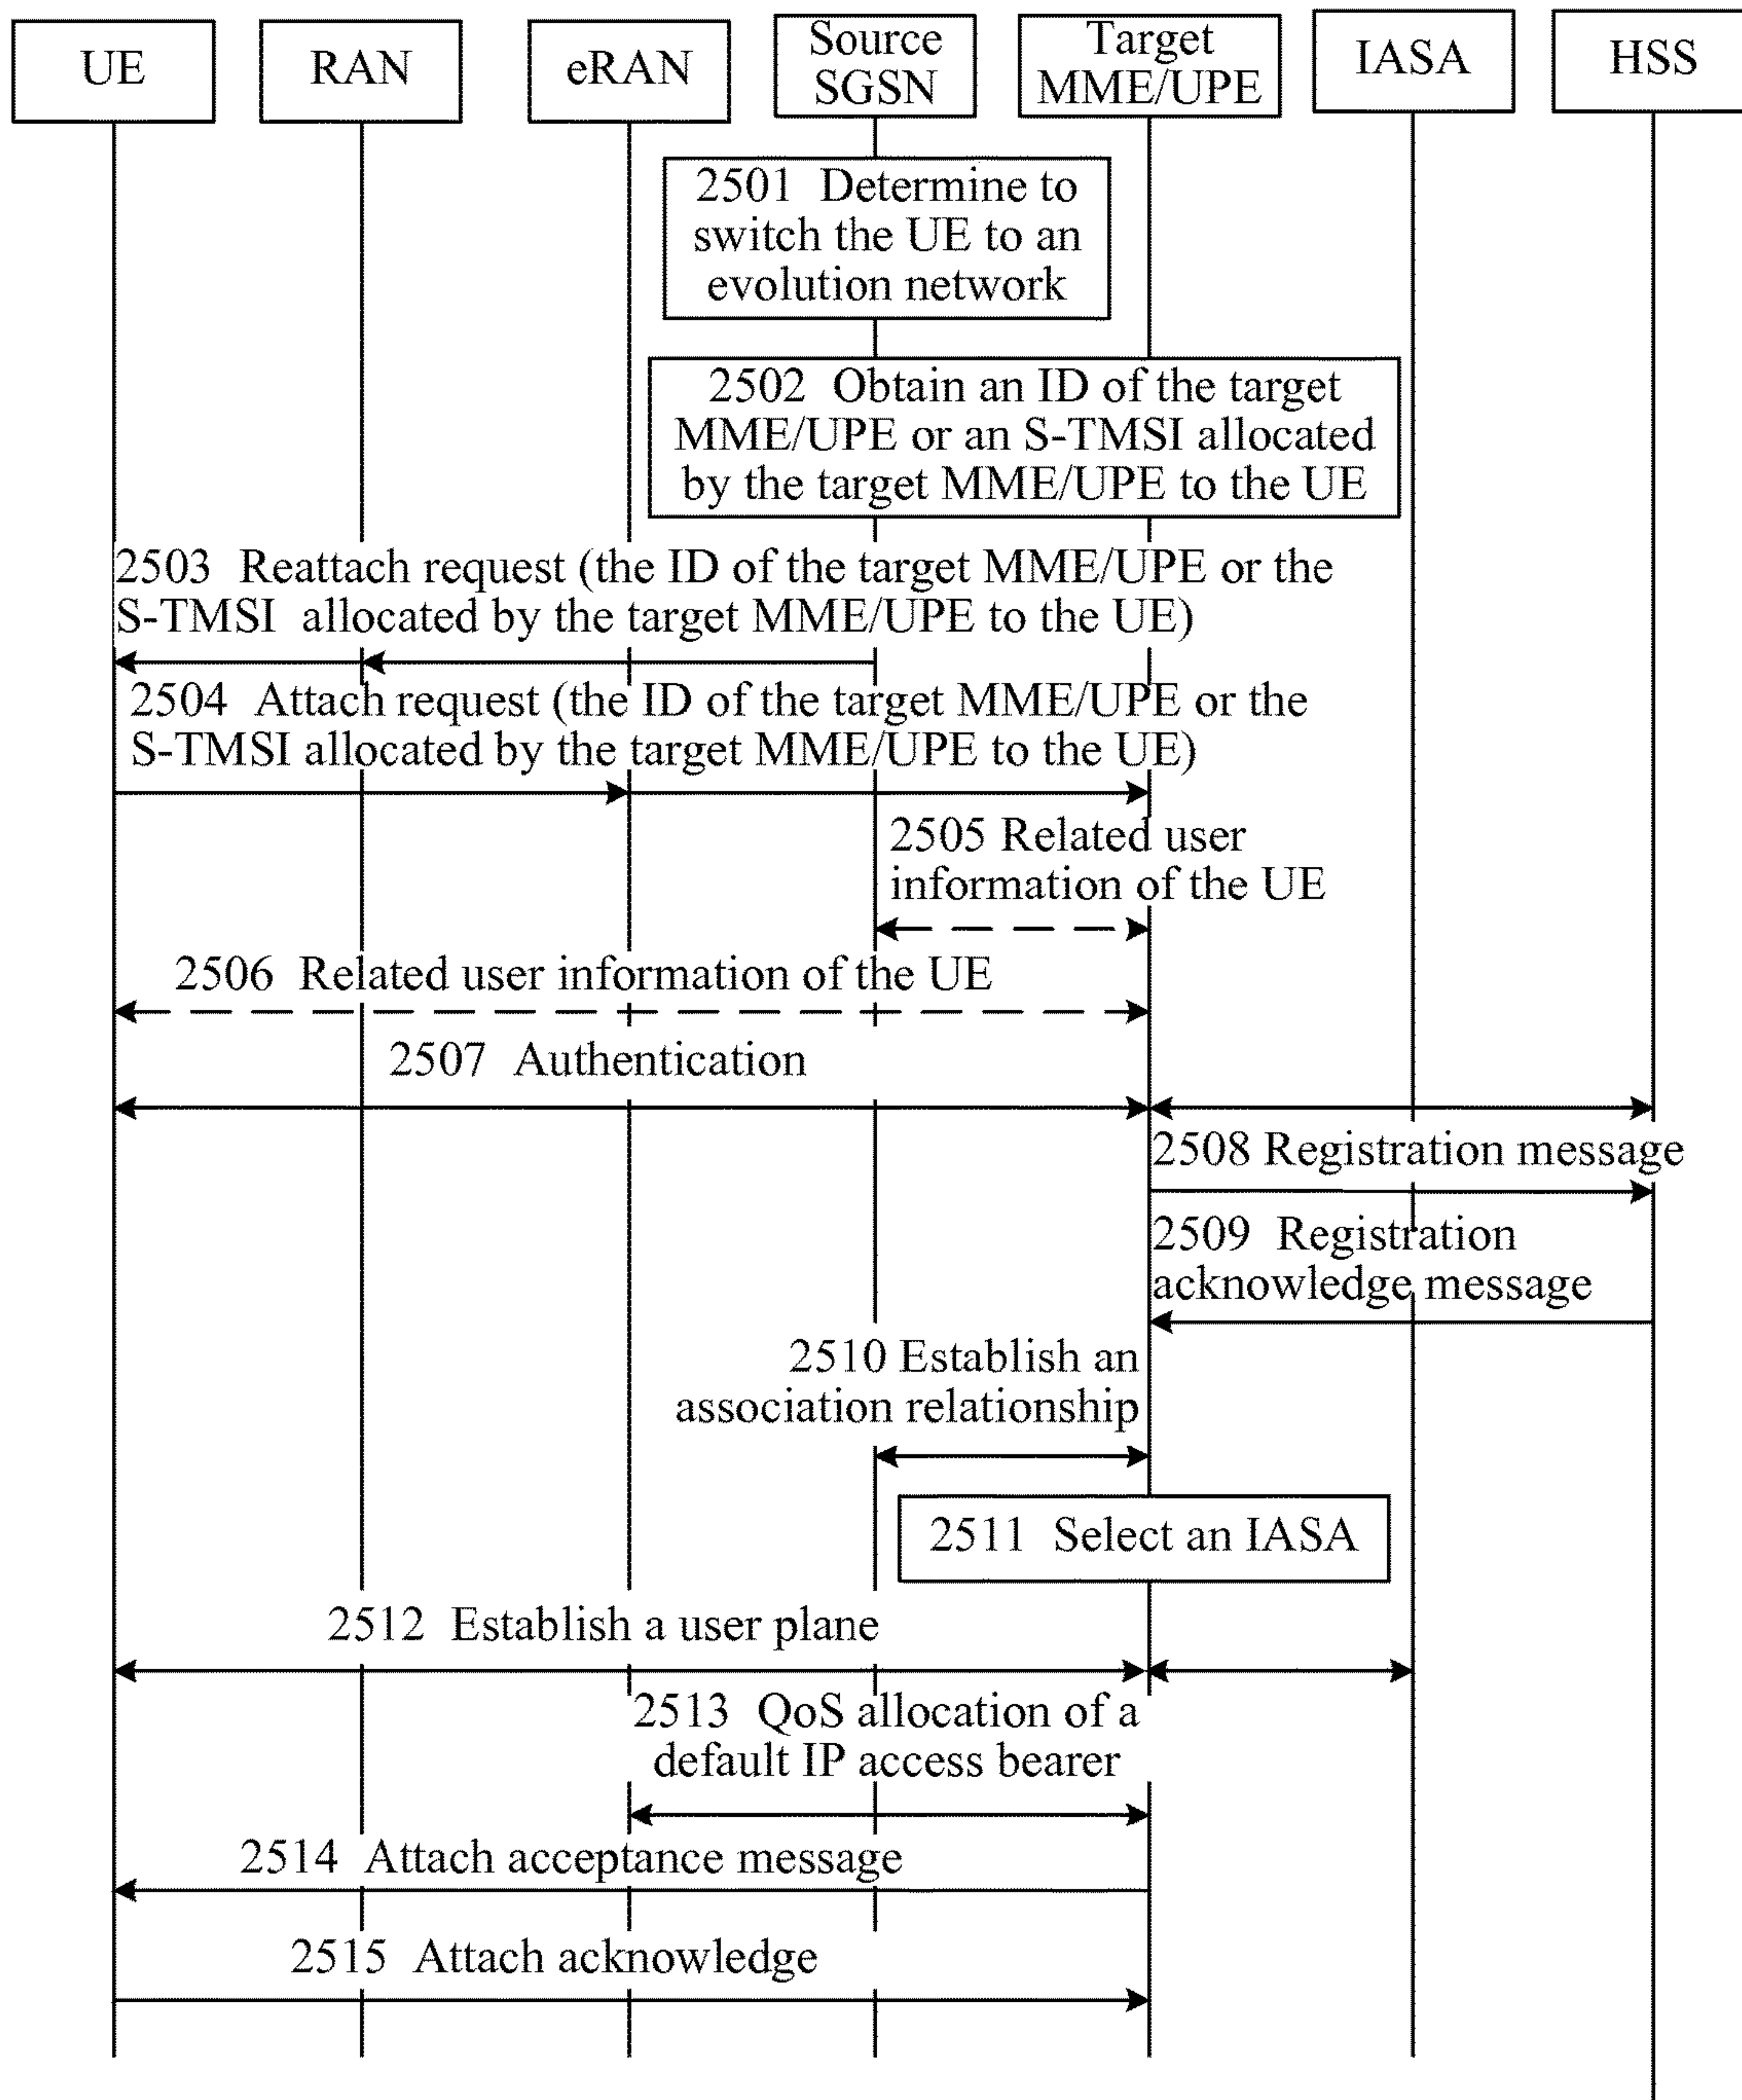 UE
RAN
eRAN
Source
SGSN
Target
MME/UPE
IASA
HSS
2501 Determine to
switch the UE to an
evolution network
2502 Obtain an ID of the target
MME/UPE or an S-TMSI allocated
by the target MME/UPE to the UE
2503 Reattach request (the ID of the target MME/UPE or the
S-TMSI allocated by the target MME/UPE to the UE)
2504 Attach request (the ID of the target MME/UPE or the
S-TMSI allocated by the target MME/UPE to the UE)
2505 Related user
information of the UE
2506 Related user information of the UE
2507 Authentication
2508 Registration message
2509 Registration
acknowledge message
2510 Establish an
association relationship
2511 Select an IASA
2512 Establish a user plane
2513 QoS allocation of a
default IP access bearer
2514 Attach acceptance message
2515 Attach acknowledge